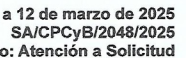 a 12 de marzo de 2025
SA/CPCyB/2048/2025
o: Atención a Solicitud